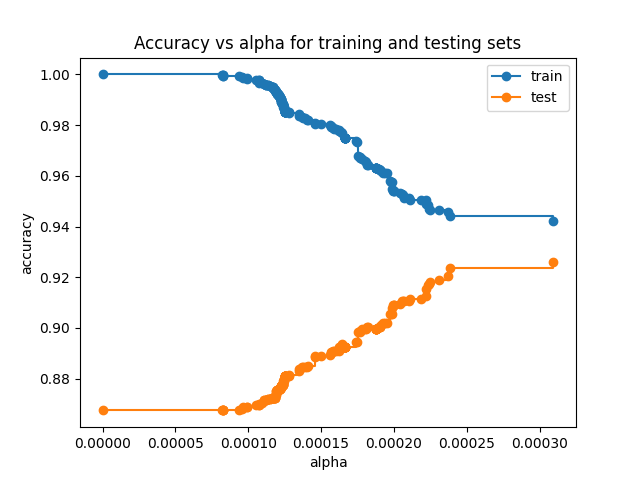 Accuracy vs alpha for training and testing sets
train
test
1.00
0.98
0.96
0.94
0.92
0.90
0.88
accuracy
0.00000 0.00005 0.00010 0.00015 0.00020 0.00025 0.00030
alpha